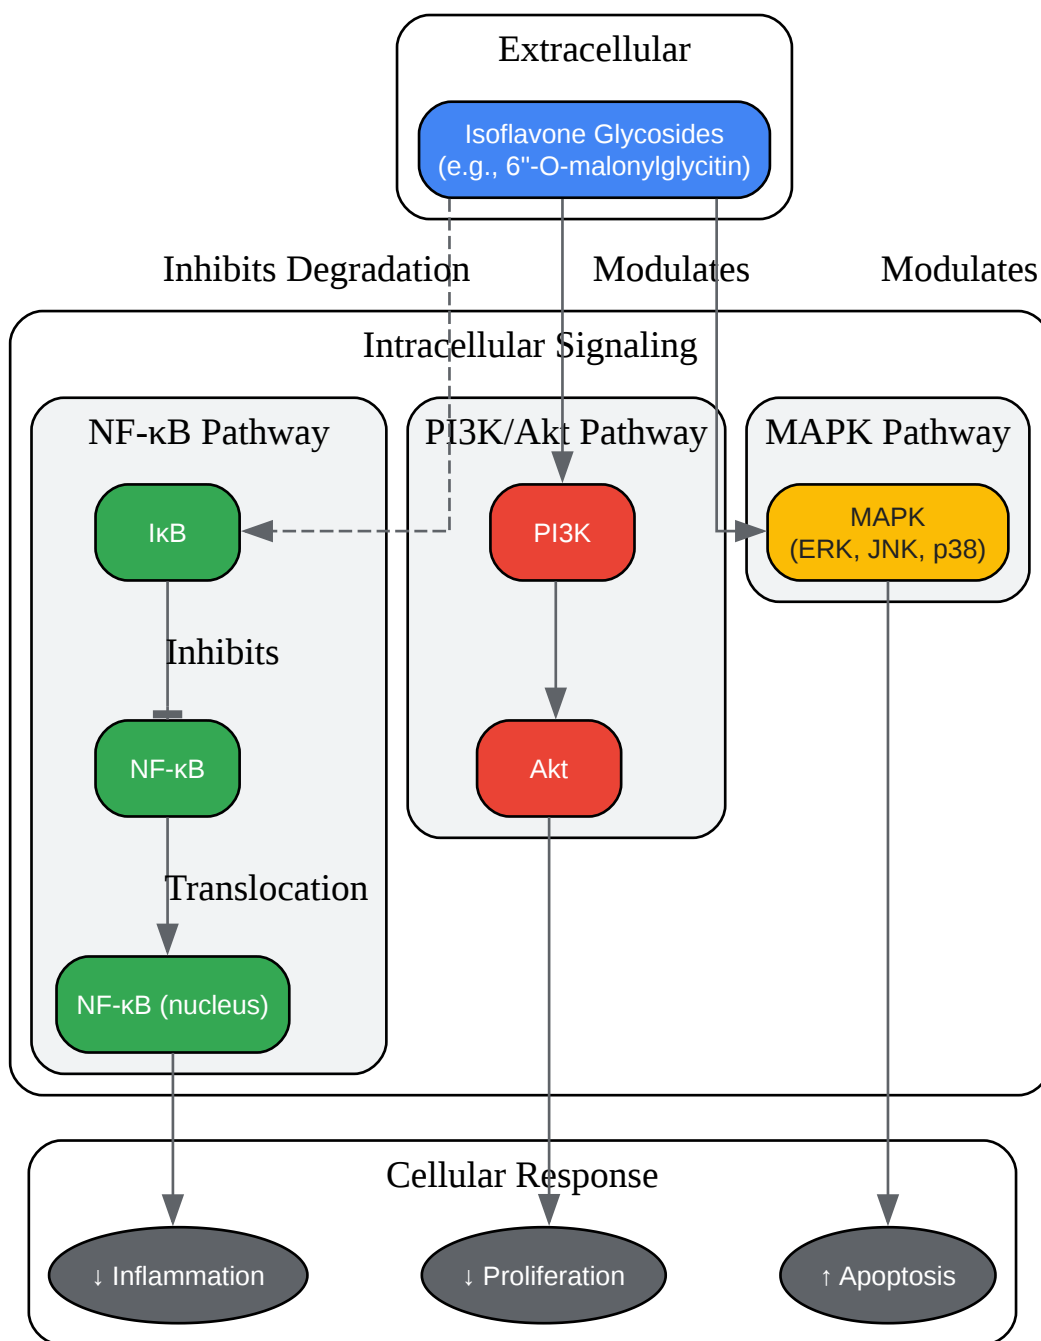 Extracellular
Isoflavone Glycosides
(e.g., 6"-O-malonylglycitin)
Inhibits Degradation
Modulates
Modulates
Intracellular Signaling
NF-κB Pathway
PI3K/Akt Pathway
MAPK Pathway
IκB
PI3K
MAPK
(ERK, JNK, p38)
Inhibits
NF-κB
Akt
Translocation
NF-κB (nucleus)
Cellular Response
↓ Inflammation
↓ Proliferation
↑ Apoptosis